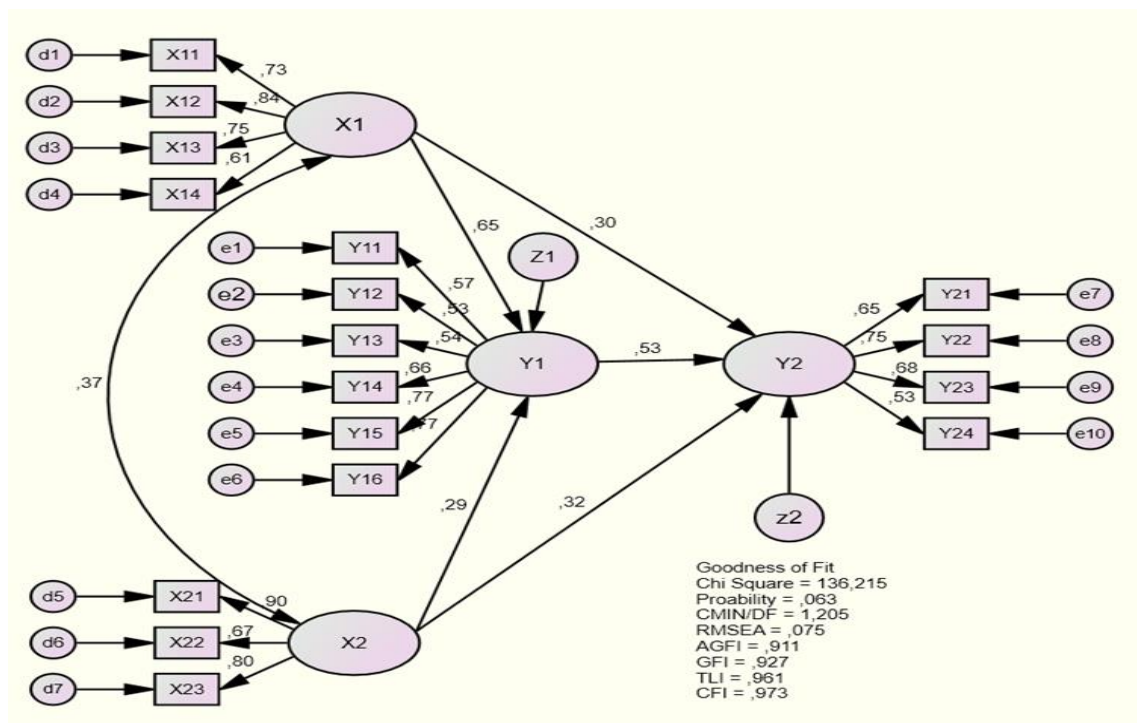 d1
X11
,73
d2
X12
,84
d3
X13
,75
d4
X14
,61
X1
e1
Y11
,57
e2
Y12
,53
e3
Y13
,54
e4
Y14
,66
e5
Y15
,77
e6
Y16
,77
,65
Z1
,30
Y1
,53
Y2
,65
Y21
e7
,75
Y22
e8
,68
Y23
e9
,53
Y24
e10
,37
,29
,32
z2
d5
X21
90
d6
X22
,67
d7
X23
,80
X2
Goodness of Fit
Chi Square = 136,215
Proability = ,063
CMIN/DF = 1,205
RMSEA = ,075
AGFI = ,911
GFI = ,927
TLI = ,961
CFI = ,973